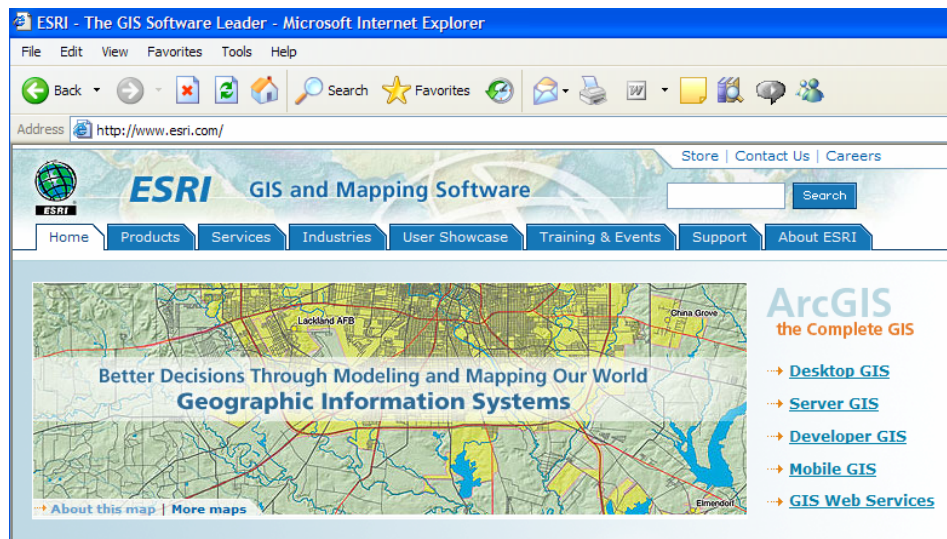 ESRI - The GIS Software Leader - Microsoft Internet Explorer
File Edit View Favorites Tools Help
Back Search Favorites W
Address http://www.esri.com/
Store | Contact Us | Careers
ESRI ESRI GIS and Mapping Software Search
Home Products Services Industries User Showcase Training & Events Support About ESRI
Lackland AFB
China Grove
Better Decisions Through Modeling and Mapping Our World
Geographic Information Systems
Elmendorf
About this map | More maps
ArcGIS
the Complete GIS
Desktop GIS
Server GIS
Developer GIS
Mobile GIS
GIS Web Services